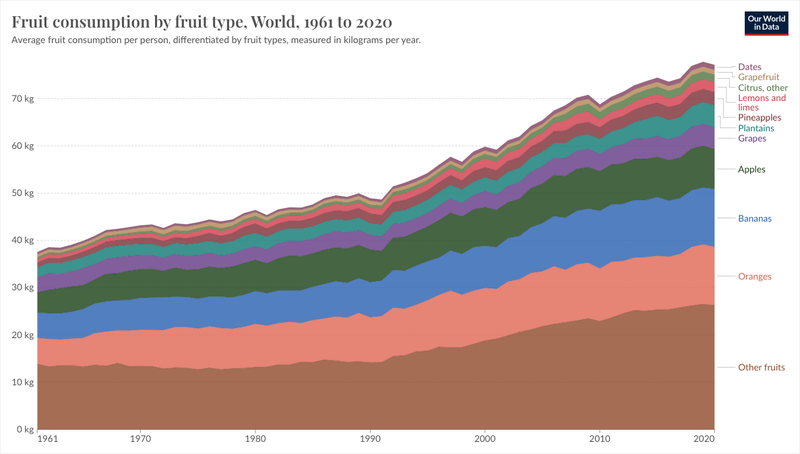 Fruit consumption by fruit type, World, 1961 to 2020
Average fruit consumption per person, differentiated by fruit types, measured in kilograms per year.
Our World
in Data
70 kg
60 kg
50 kg
40 kg
30 kg
20 kg
10 kg
0 kg
Dates
Grapefruit
Citrus, other
Lemons and
limes
Pineapples
Plantains
Grapes
Apples
Bananas
Oranges
Other fruits
1961
1970
1980
1990
2000
2010
2020